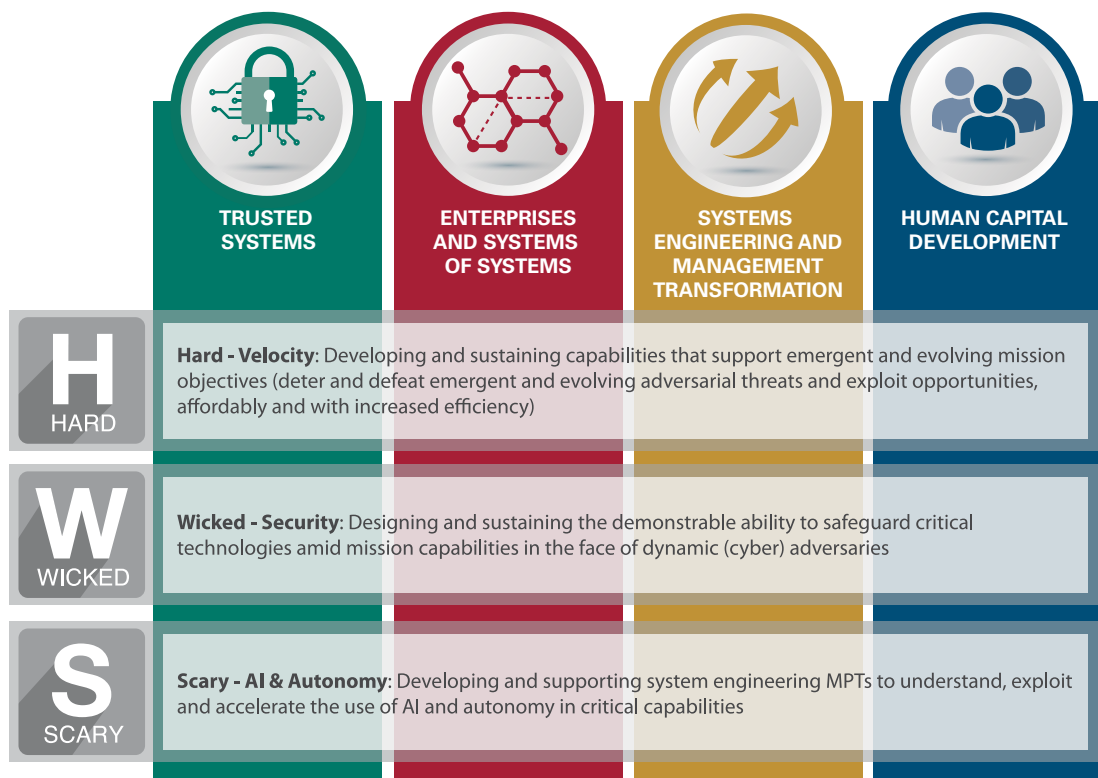 TRUSTED
SYSTEMS
ENTERPRISES
AND SYSTEMS
OF SYSTEMS
SYSTEMS
ENGINEERING AND
MANAGEMENT
TRANSFORMATION
HUMAN CAPITAL
DEVELOPMENT
H
HARD
Hard - Velocity: Developing and sustaining capabilities that support emergent and evolving mission
objectives (deter and defeat emergent and evolving adversarial threats and exploit opportunities,
affordably and with increased efficiency)
W
WICKED
Wicked - Security: Designing and sustaining the demonstrable ability to safeguard critical
technologies amid mission capabilities in the face of dynamic (cyber) adversaries
S
SCARY
Scary - AI & Autonomy: Developing and supporting system engineering MPTs to understand, exploit
and accelerate the use of AI and autonomy in critical capabilities